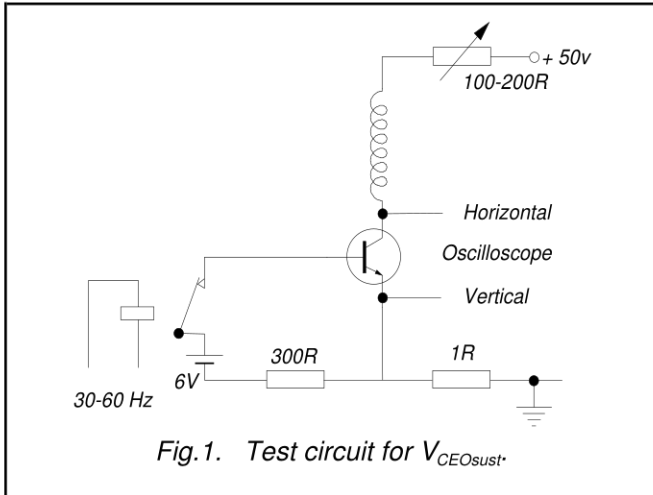 + 50v
100-200R
Horizontal
Oscilloscope
Vertical
300R
1R
6V
30-60 Hz
Fig.1. Test circuit for VCEOsust.